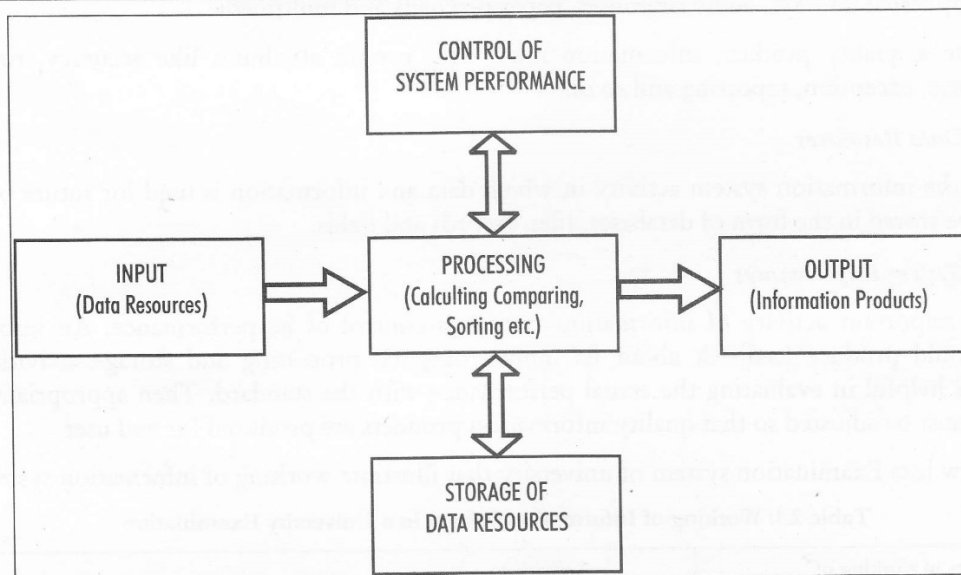 CONTROL OF
SYSTEM PERFORMANCE
INPUT
(Data Resources)
PROCESSING
(Calculting Comparing,
Sorting etc.)
OUTPUT
(Information Products)
STORAGE OF
DATA RESOURCES